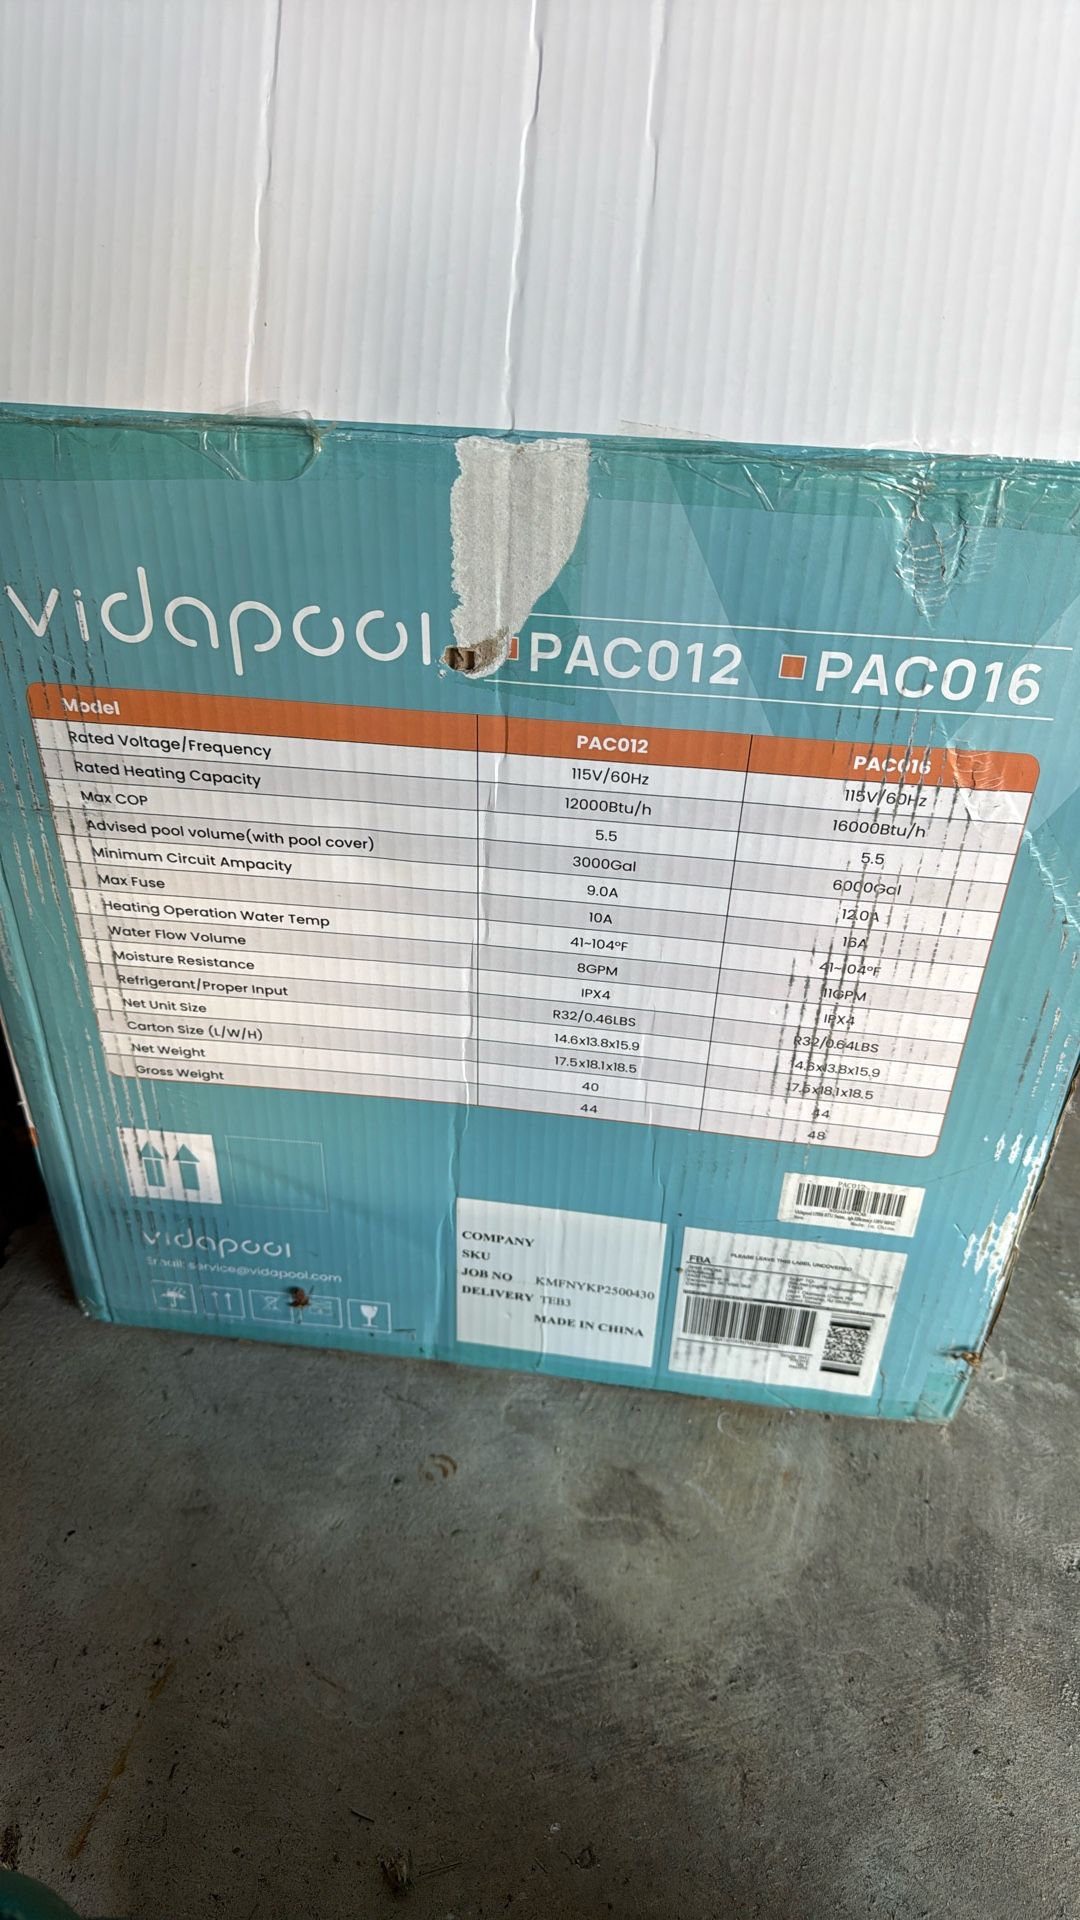 vidapool
PAC012 PAC016
Model PAC012 PAC016
Rated Voltage/Frequency 115V/60Hz 115V/60Hz
Rated Heating Capacity 12000Btu/h 16000Btu/h
Max COP 5.5 5.5
Advised pool volume(with pool cover) 3000Gal 6000Gal
Minimum Circuit Ampacity 9.0A 12.0A
Max Fuse 10A 16A
Heating Operation Water Temp 41~104°F 41~104°F
Water Flow Volume 8GPM 11GPM
Moisture Resistance IPX4 IPX4
Refrigerant/Proper Input R32/0.46LBS R32/0.64LBS
Net Unit Size 14.6x13.8x15.9 14.6x13.8x15.9
Carton Size (L/W/H) 17.5x18.1x18.5 17.5x18.1x18.5
Net Weight 40 44
Gross Weight 44 48
PAC012
Made In China
vidapool
Email: service@vidapool.com
COMPANY
SKU
JOB NO KMFNYKP2500430
DELIVERY TEB3
MADE IN CHINA
FBA PLEASE LEAVE THIS LABEL UNCOVERED